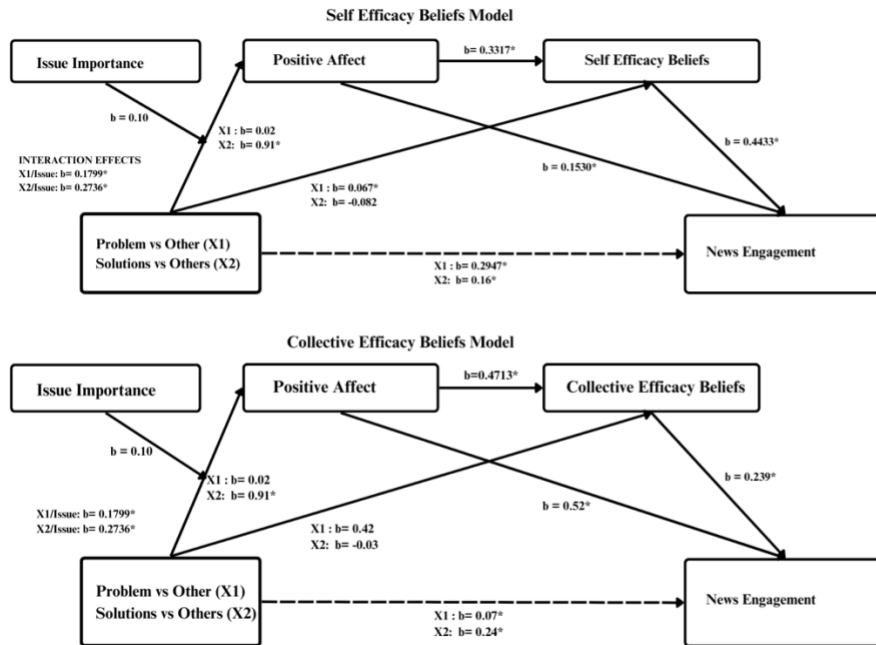 Self Efficacy Beliefs Model
Issue Importance
Positive Affect
b= 0.3317*
Self Efficacy Beliefs
b = 0.10
X1 : b= 0.02
X2: b= 0.91*
INTERACTION EFFECTS
X1/Issue: b= 0.1799*
X2/Issue: b= 0.2736*
b= 0.4433*
b= 0.1530*
X1 : b= 0.067*
X2: b= -0.082
Problem vs Other (X1)
Solutions vs Others (X2)
News Engagement
X1 : b= 0.2947*
X2: b= 0.16*
Collective Efficacy Beliefs Model
Issue Importance
Positive Affect
b=0.4713*
Collective Efficacy Beliefs
b = 0.10
X1 : b= 0.02
X2: b= 0.91*
X1/Issue: b= 0.1799*
X2/Issue: b= 0.2736*
b = 0.239*
b = 0.52*
X1 : b= 0.42
X2: b= -0.03
Problem vs Other (X1)
Solutions vs Others (X2)
News Engagement
X1 : b= 0.07*
X2: b= 0.24*